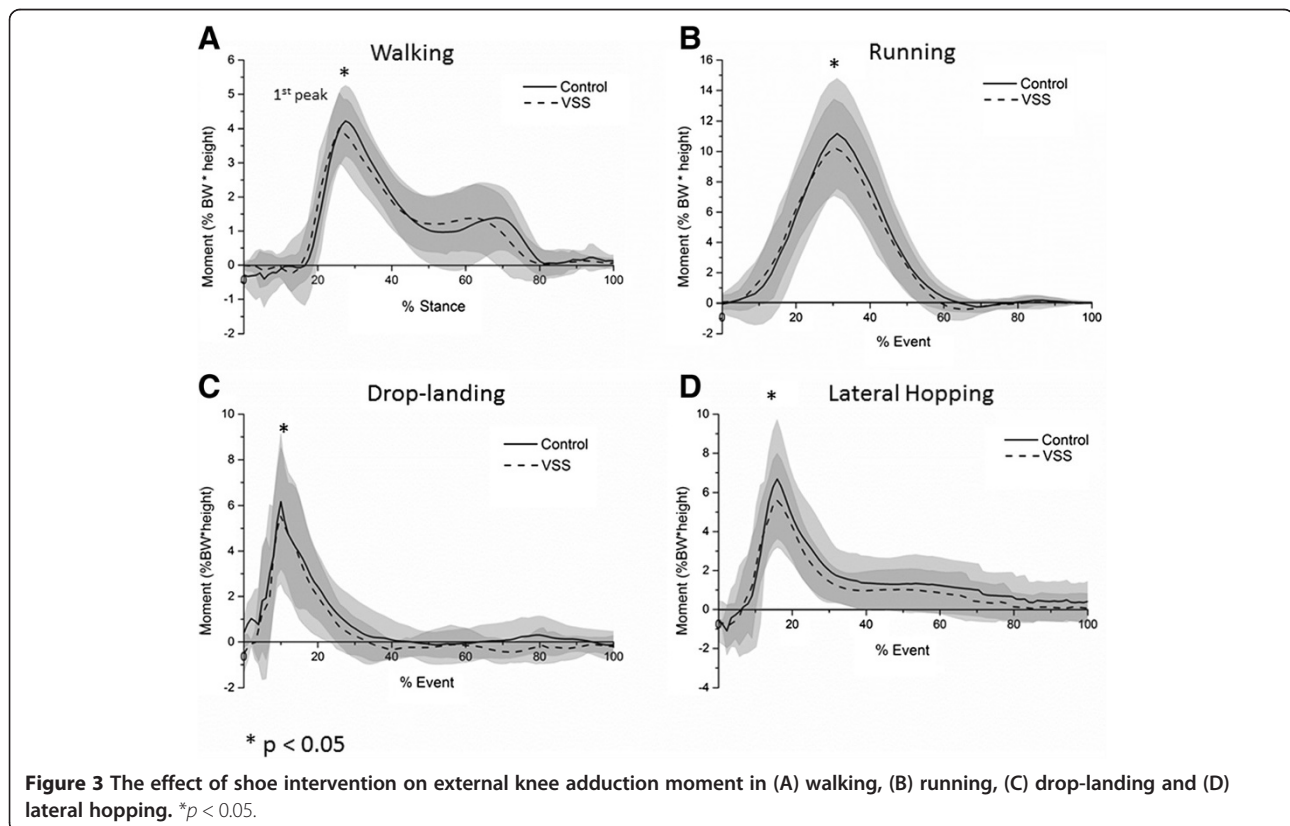 A
Walking
6
5
4
3
2
1
0
-1
-2
0
20
40
60
80
100
*
1st peak
Control
VSS
Moment (% BW * height)
% Stance
B
Running
16
14
12
10
8
6
4
2
0
-2
0
20
40
60
80
100
*
Control
VSS
Moment (% BW * height)
% Event
C
Drop-landing
10
8
6
4
2
0
-2
0
20
40
60
80
100
*
Control
VSS
Moment (%BW*height)
% Event
D
Lateral Hopping
10
8
6
4
2
0
-2
-4
0
20
40
60
80
100
*
Control
VSS
Moment (%BW*height)
% Event
* p < 0.05
Figure 3 The effect of shoe intervention on external knee adduction moment in (A) walking, (B) running, (C) drop-landing and (D)
lateral hopping. *p < 0.05.